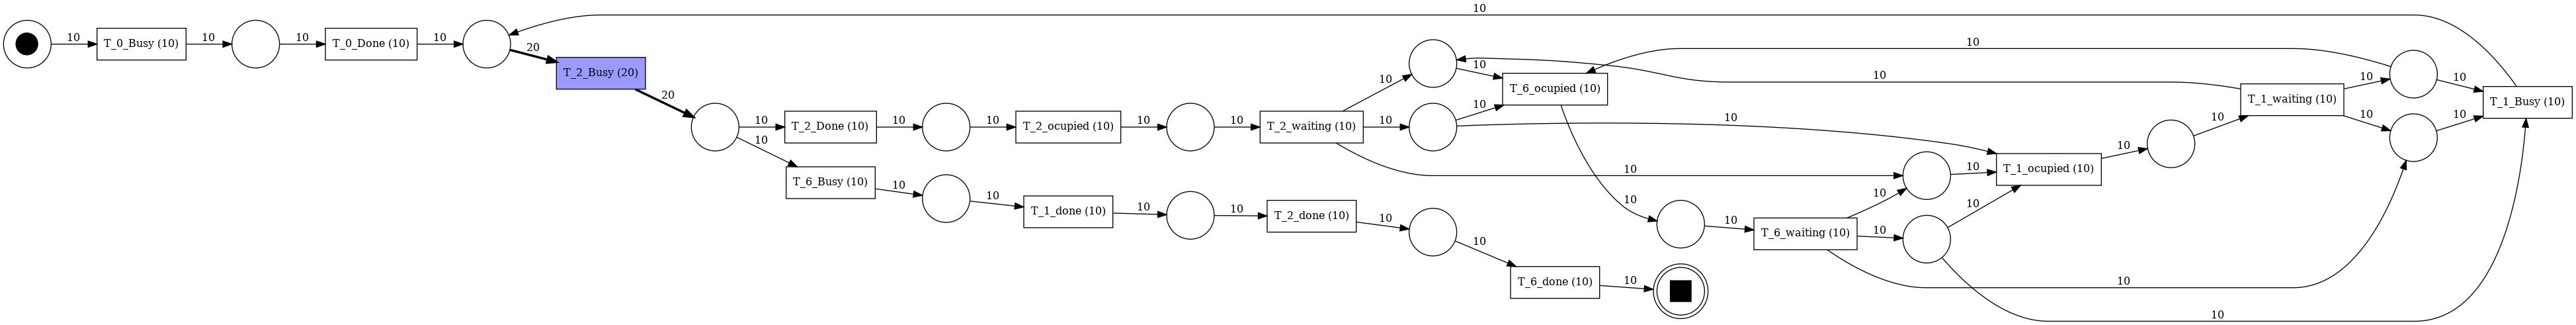 10
10
20
10
10
10
10
10
T_0_Busy (10)
T_0_Done (10)
T_2_Busy (20)
20
10
10
10
T_6_ocupied (10)
T_1_waiting (10)
10
10
T_1_Busy (10)
10
10
10
10
10
10
10
T_2_Done (10)
T_2_ocupied (10)
T_2_waiting (10)
10
10
10
10
10
10
T_1_ocupied (10)
T_6_Busy (10)
10
10
10
10
10
10
10
10
T_1_done (10)
T_2_done (10)
10
10
10
T_6_waiting (10)
10
T_6_done (10)
10
10
10